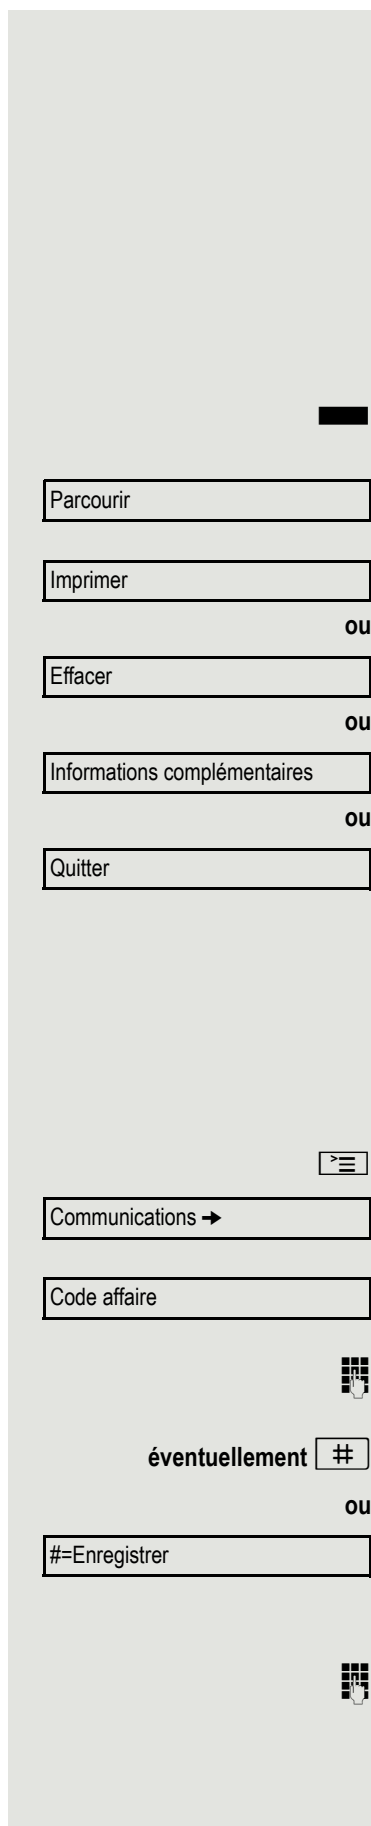 Parcourir
Imprimer
ou
Effacer
ou
Informations complémentaires
ou
Quitter
Communications →
Code affaire
éventuellement #
ou
#=Enregistrer